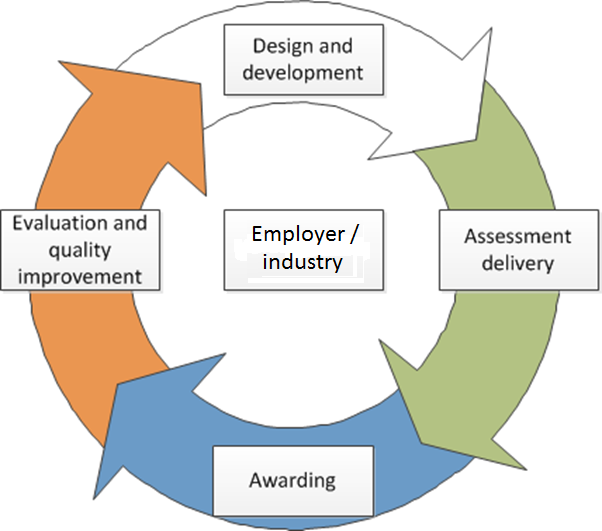 Design and
development
Evaluation and
quality
improvement
Employer /
industry
Assessment
delivery
Awarding